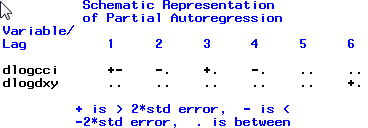 Schematic Representation
of Partial Autoregression
Variable/
Lag 1 2 3 4 5 6
dlogcci +- -. +. -. .. ..
dlogdxy .. .. .. .. .. +.
+ is > 2*std error, - is <
-2*std error, . is between